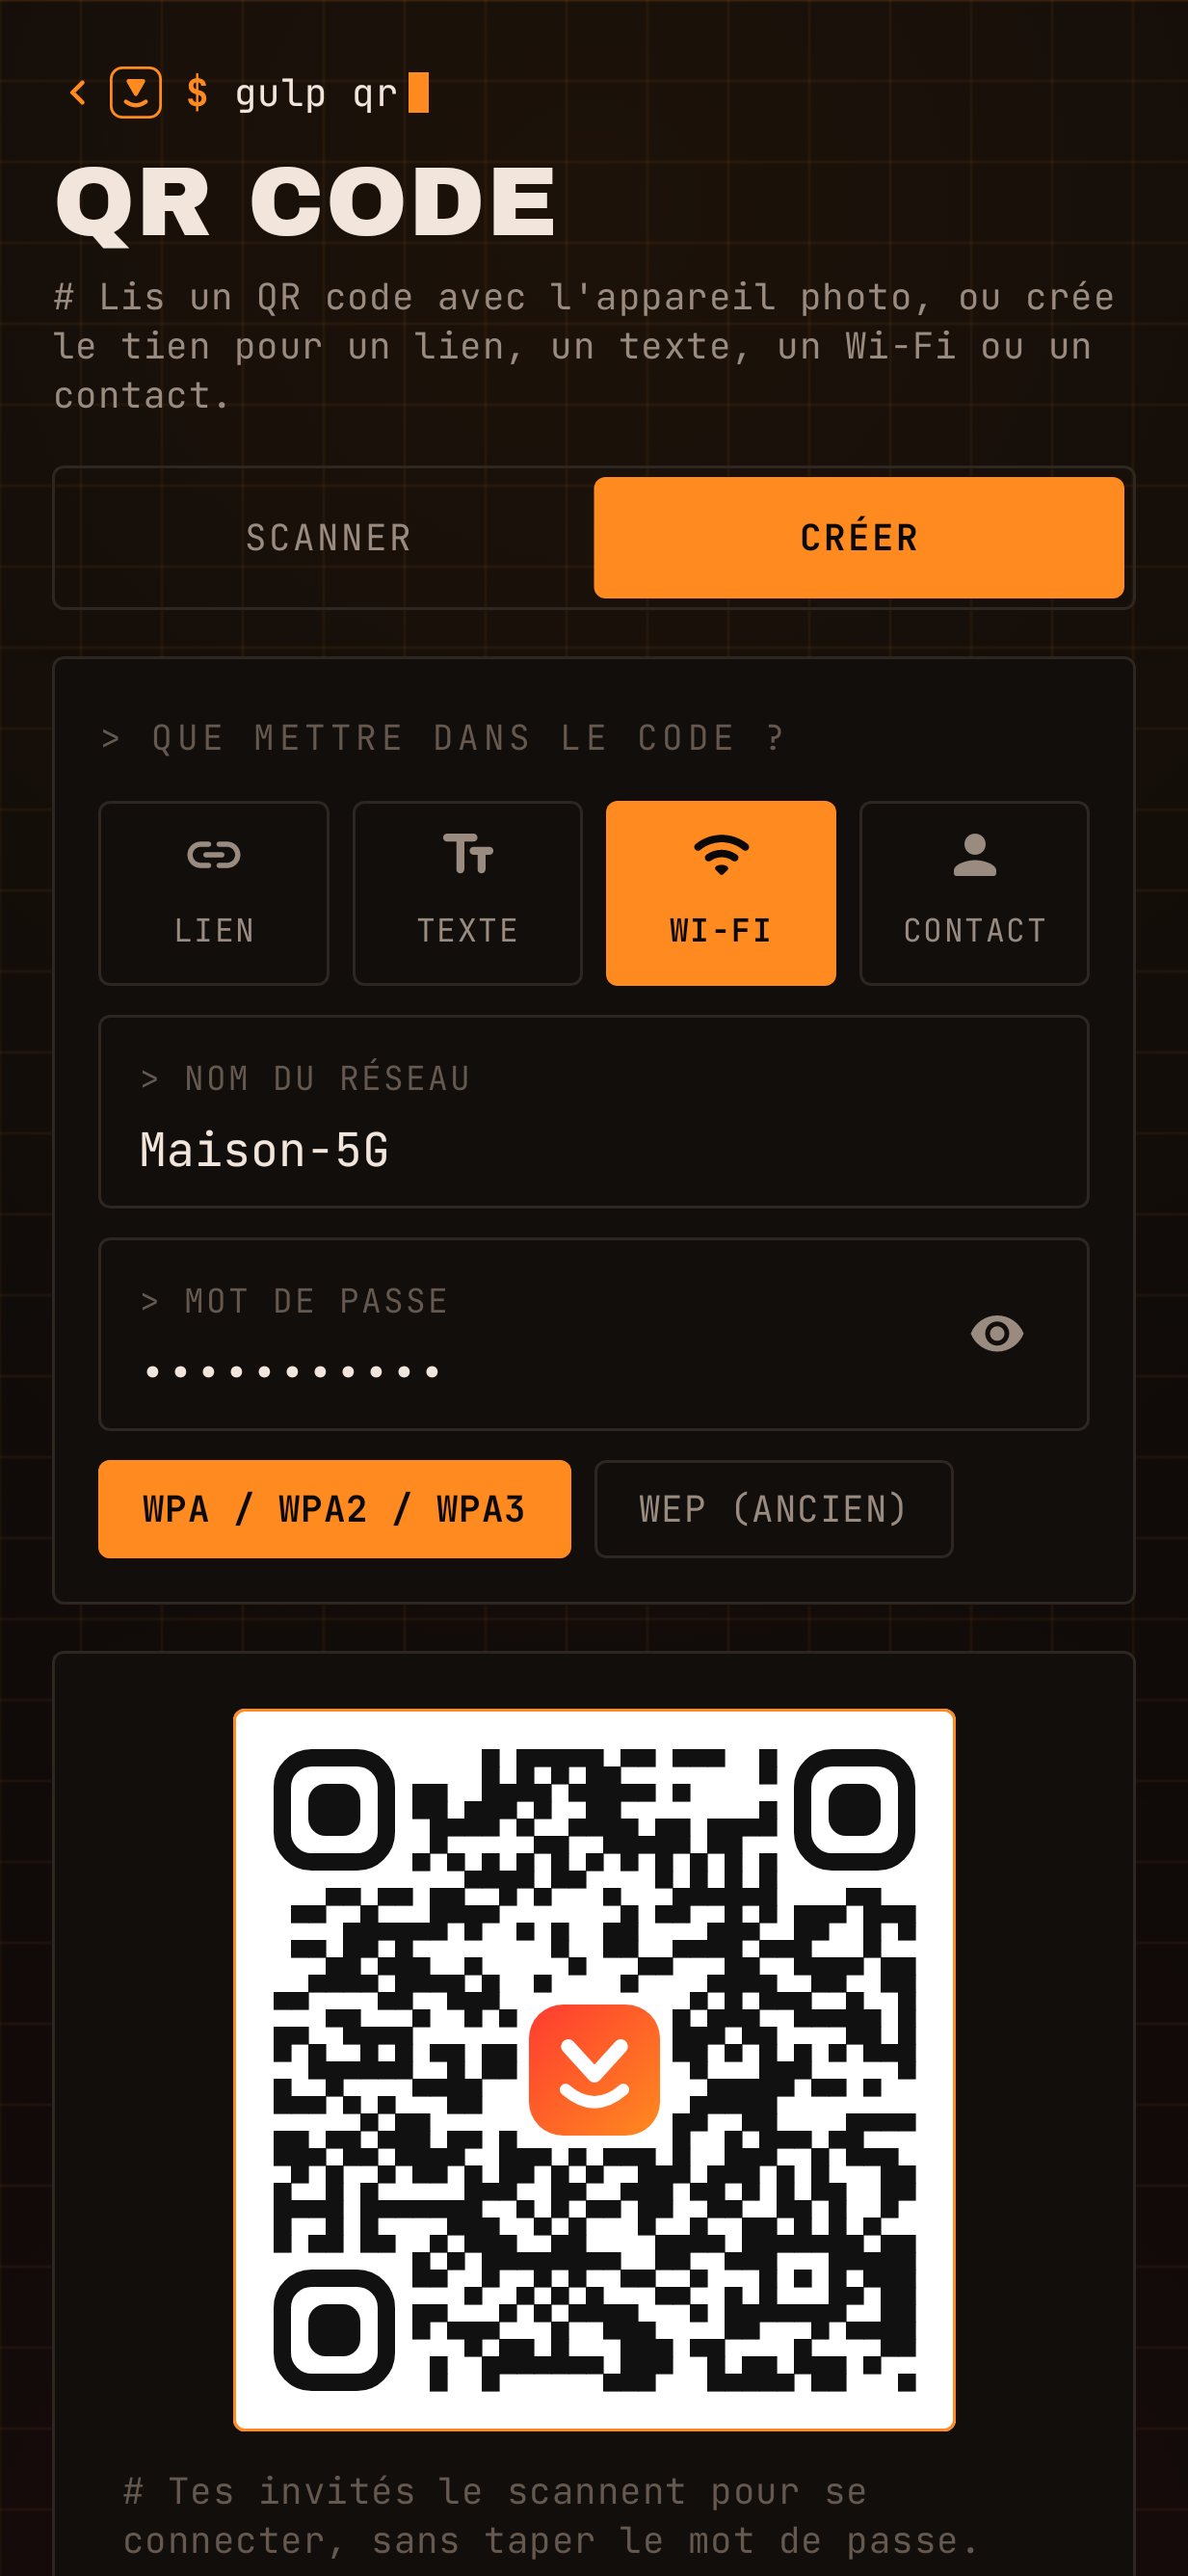 $ gulp qr
QR CODE
# Lis un QR code avec l'appareil photo, ou crée
le tien pour un lien, un texte, un Wi-Fi ou un
contact.
SCANNER
CRÉER
> QUE METTRE DANS LE CODE ?
LIEN
TEXTE
WI-FI
CONTACT
> NOM DU RÉSEAU
Maison-5G
> MOT DE PASSE
•••••••••••
WPA / WPA2 / WPA3
WEP (ANCIEN)
# Tes invités le scannent pour se
connecter, sans taper le mot de passe.